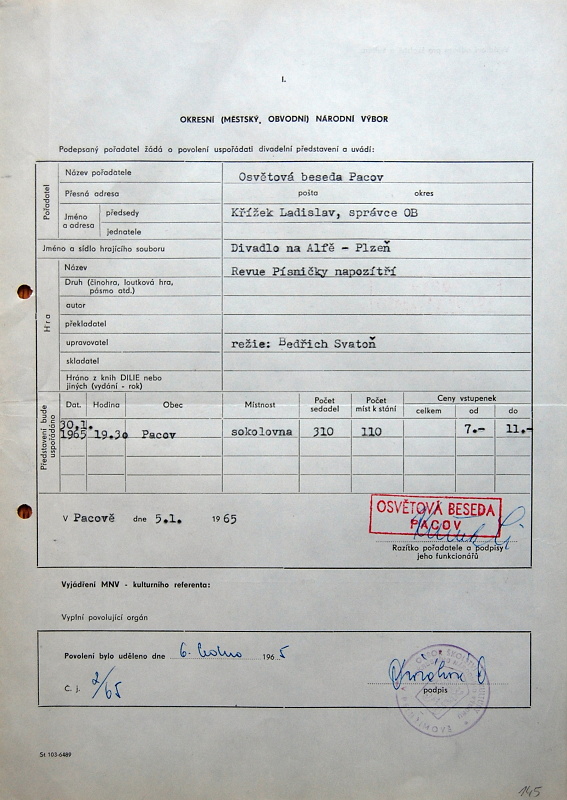 I.
OKRESNÍ (MĚSTSKÝ, OBVODNÍ) NÁRODNÍ VÝBOR
Podepsaný pořadatel žádá o povolení uspořádati divadelní představení a uvádí:
Pořadatel
Název pořadatele Osvětová beseda Pacov
Přesná adresa pošta okres
Jméno a adresa předsedy Křížek Ladislav, správce OB
jednatele
Jméno a sídlo hrajícího souboru Divadlo na Alfě - Plzeň
Hra
Název Revue Písničky napozítří
Druh (činohra, loutková hra, pásmo atd.)
autor
překladatel
upravovatel režie: Bedřich Svatoň
skladatel
Hráno z knih DILIE nebo jiných (vydání - rok)
Představení bude uspořádáno
Dat. Hodina Obec Místnost Počet sedadel Počet míst k stání Ceny vstupenek
celkem od do
30.1. 1965 19.30 Pacov sokolovna 310 110 7.- 11.-
V Pacově dne 5.1. 1965
OSVĚTOVÁ BESEDA
PACOV
Razítko pořadatele a podpisy
jeho funkcionářů
Vyjádření MNV - kulturního referenta:
Vyplní povolující orgán
Povolení bylo uděleno dne 6. ledna 1965
Č. j. 2/65
podpis
St 103-6489
145